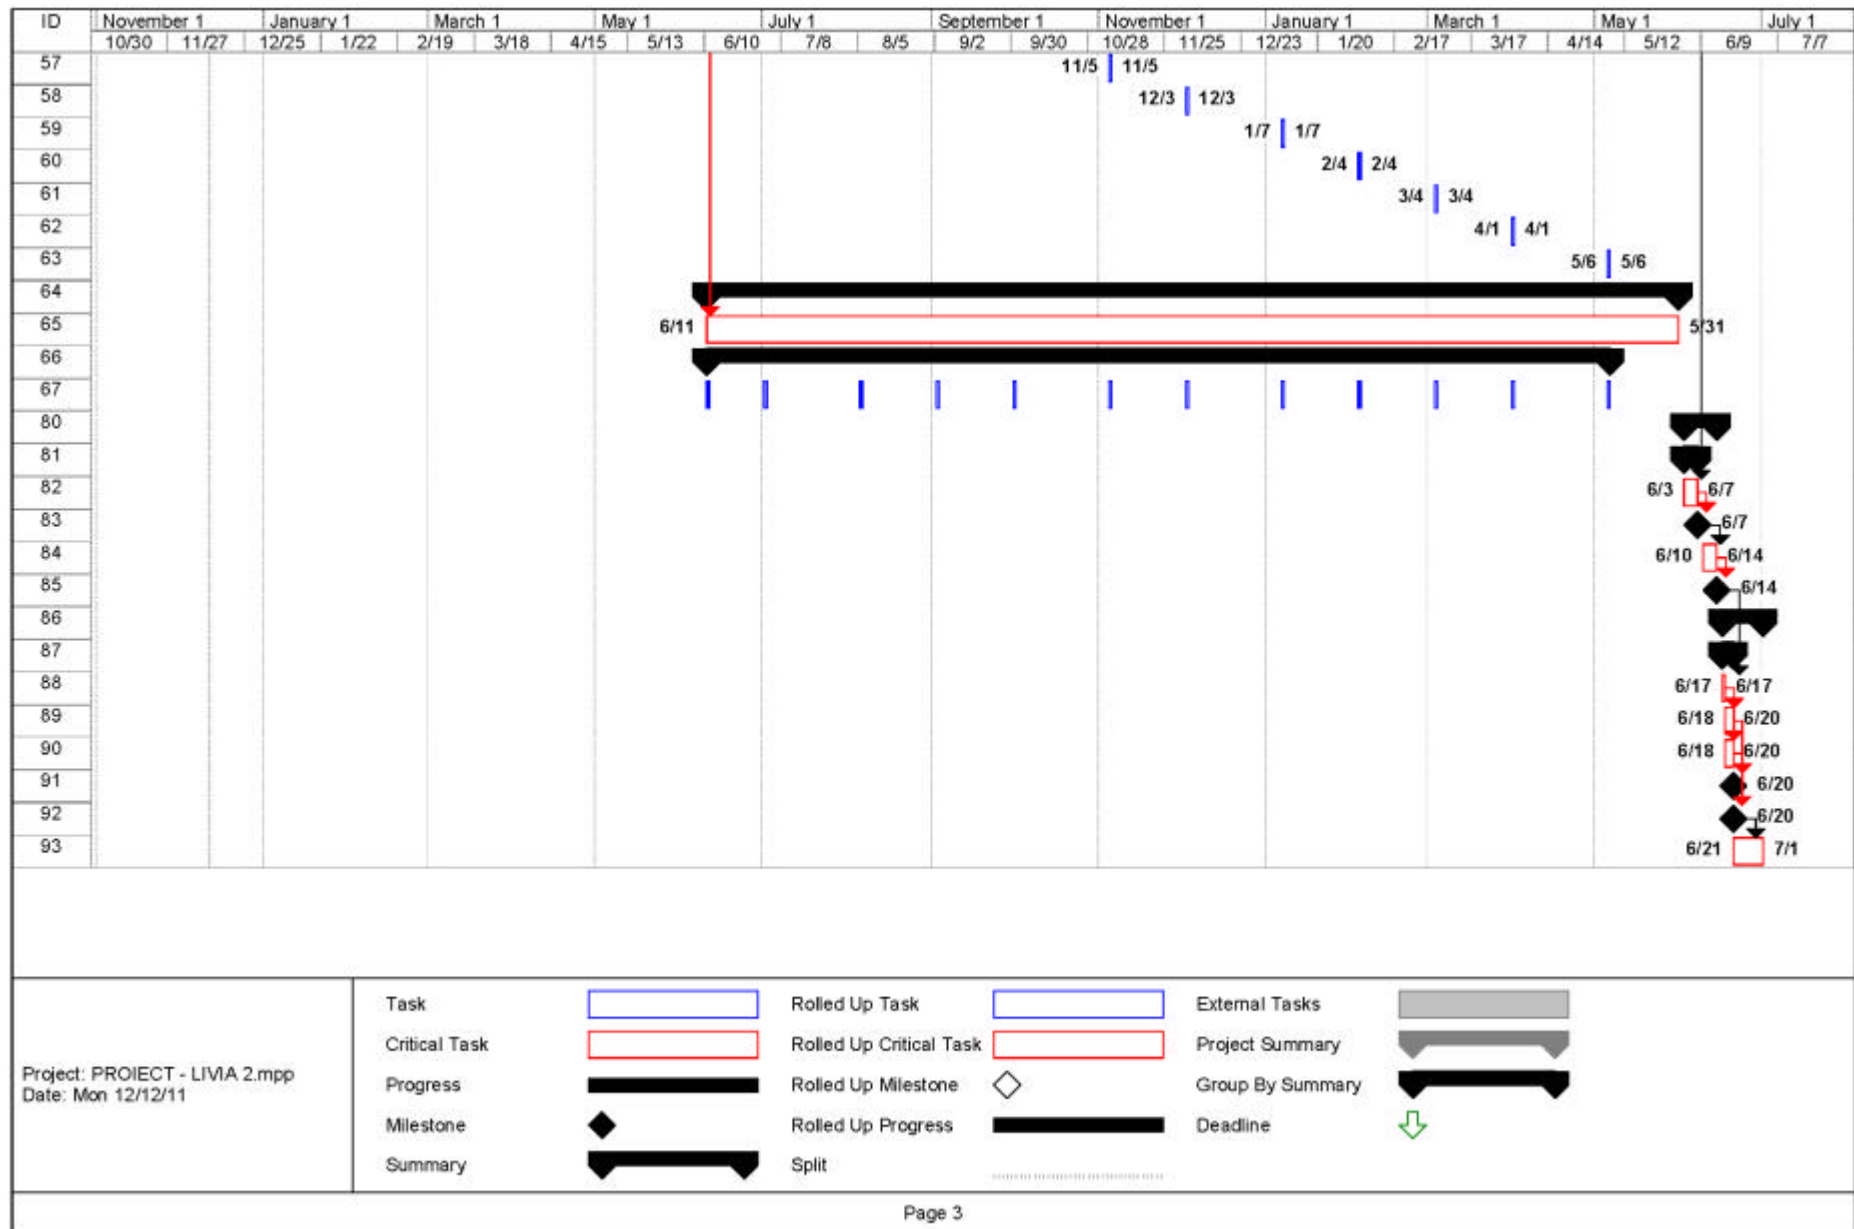 ID November 1 January 1 March 1 May 1 July 1 September 1 November 1 January 1 March 1 May 1 July 1
10/30 11/27 12/25 1/22 2/19 3/18 4/15 5/13 6/10 7/8 8/5 9/2 9/30 10/28 11/25 12/23 1/20 2/17 3/17 4/14 5/12 6/9 7/7
57 11/5 11/5
58 12/3 12/3
59 1/7 1/7
60 2/4 2/4
61 3/4 3/4
62 4/1 4/1
63 5/6 5/6
64
65 6/11 5/31
66
67
80
81
82 6/3 6/7
83 6/7
84 6/10 6/14
85 6/14
86
87
88 6/17 6/17
89 6/18 6/20
90 6/18 6/20
91 6/20
92 6/20
93 6/21 7/1
Project: PROIECT - LIVIA 2.mpp
Date: Mon 12/12/11
Task Rolled Up Task External Tasks
Critical Task Rolled Up Critical Task Project Summary
Progress Rolled Up Milestone Group By Summary
Milestone Rolled Up Progress Deadline
Summary Split
Page 3